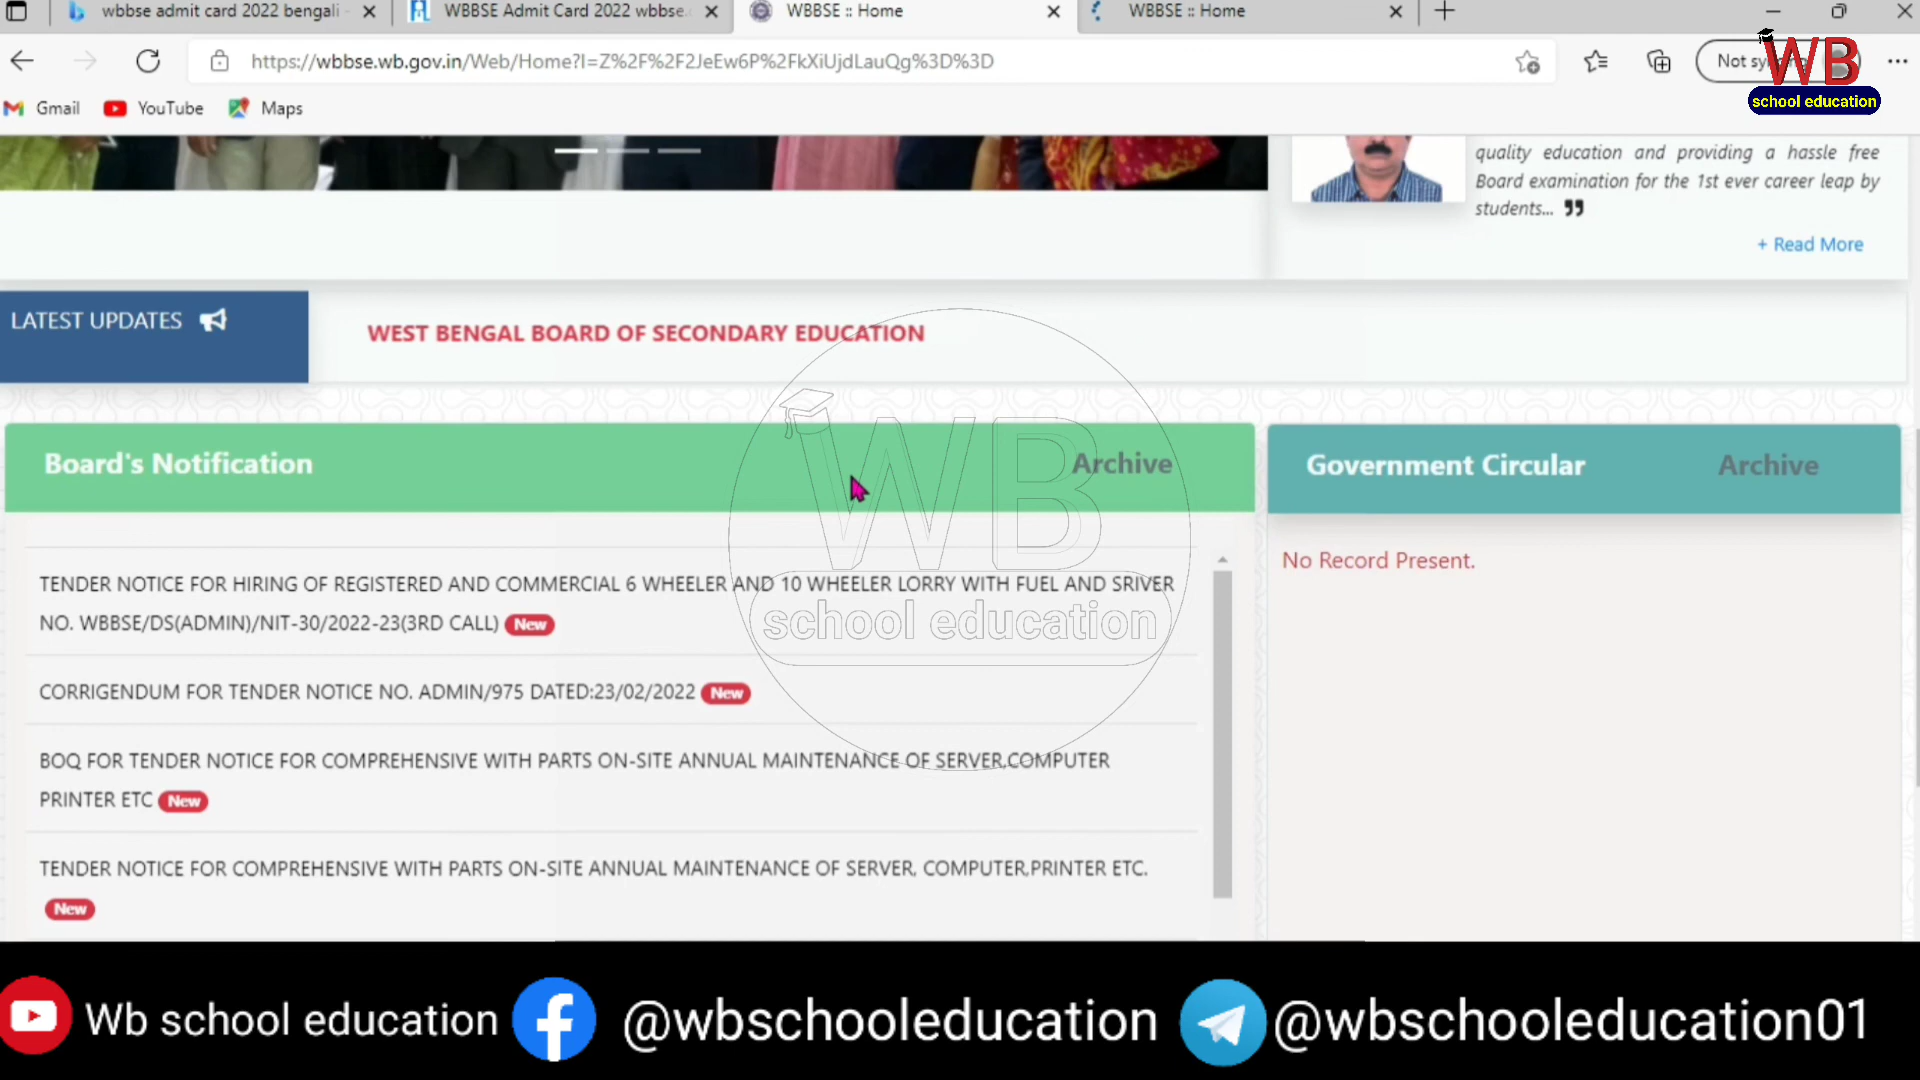 wbbse admit card 2022 bengali
WBBSE Admit Card 2022 wbbse.
WBBSE :: Home
WBBSE :: Home
https://wbbse.wb.gov.in/Web/Home?I=Z%2F%2F2JeEw6P%2FkXiUjdLauQg%3D%3D
Not
WB
school education
Gmail
YouTube
Maps
quality education and providing a hassle free
Board examination for the 1st ever career leap by
students... ”
+ Read More
LATEST UPDATES
WEST BENGAL BOARD OF SECONDARY EDUCATION
Board's Notification
Archive
Government Circular
Archive
No Record Present.
TENDER NOTICE FOR HIRING OF REGISTERED AND COMMERCIAL 6 WHEELER AND 10 WHEELER LORRY WITH FUEL AND SRIVER
NO. WBBSE/DS(ADMIN)/NIT-30/2022-23(3RD CALL) New
CORRIGENDUM FOR TENDER NOTICE NO. ADMIN/975 DATED:23/02/2022 New
BOQ FOR TENDER NOTICE FOR COMPREHENSIVE WITH PARTS ON-SITE ANNUAL MAINTENANCE OF SERVER,COMPUTER
PRINTER ETC New
TENDER NOTICE FOR COMPREHENSIVE WITH PARTS ON-SITE ANNUAL MAINTENANCE OF SERVER, COMPUTER,PRINTER ETC.
New
WB
school education
Wb school education
@wbschooleducation
@wbschooleducation01